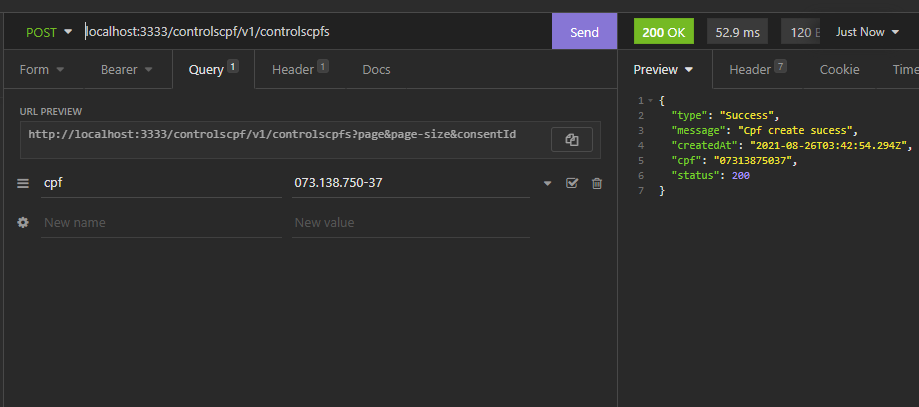 POST localhost:3333/controlscpf/v1/controlscpfs Send 200 OK 52.9 ms 120 Just Now
Form Bearer Query 1 Header 1 Docs Preview Header 7 Cookie Time
URL PREVIEW
http://localhost:3333/controlscpf/v1/controlscpfs?page&page-size&consentId
cpf 073.138.750-37
New name New value
1 {
2 "type": "Success",
3 "message": "Cpf create sucess",
4 "createdAt": "2021-08-26T03:42:54.294Z",
5 "cpf": "07313875037",
6 "status": 200
7 }